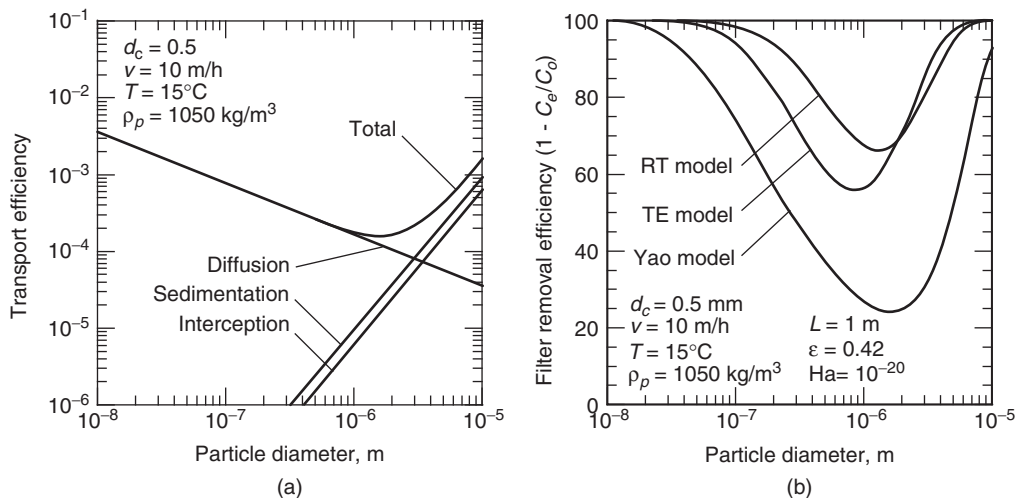 10⁻¹
10⁻²
10⁻³
10⁻⁴
10⁻⁵
10⁻⁶
Transport efficiency
d_c = 0.5
v = 10 m/h
T = 15°C
ρ_p = 1050 kg/m³
Total
Diffusion
Sedimentation
Interception
10⁻⁸
10⁻⁷
10⁻⁶
10⁻⁵
Particle diameter, m
(a)
100
80
60
40
20
0
Filter removal efficiency (1 - C_e/C_o)
RT model
TE model
Yao model
d_c = 0.5 mm
v = 10 m/h
T = 15°C
ρ_p = 1050 kg/m³
L = 1 m
ε = 0.42
Ha= 10⁻²⁰
10⁻⁸
10⁻⁷
10⁻⁶
10⁻⁵
Particle diameter, m
(b)